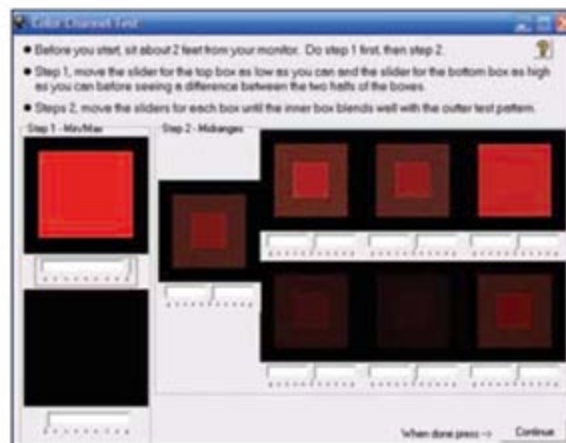 Color Channel Test
Before you start, sit about 2 feet from your monitor. Do step 1 first, then step 2.
Step 1, move the slider for the top box as low as you can and the slider for the bottom box as high
as you can before seeing a difference between the two halfs of the boxes.
Steps 2, move the sliders for each box until the inner box blends well with the outter test pattern.
Step 1 - Min/Max
Step 2 - Midranges
When done press -->
Continue